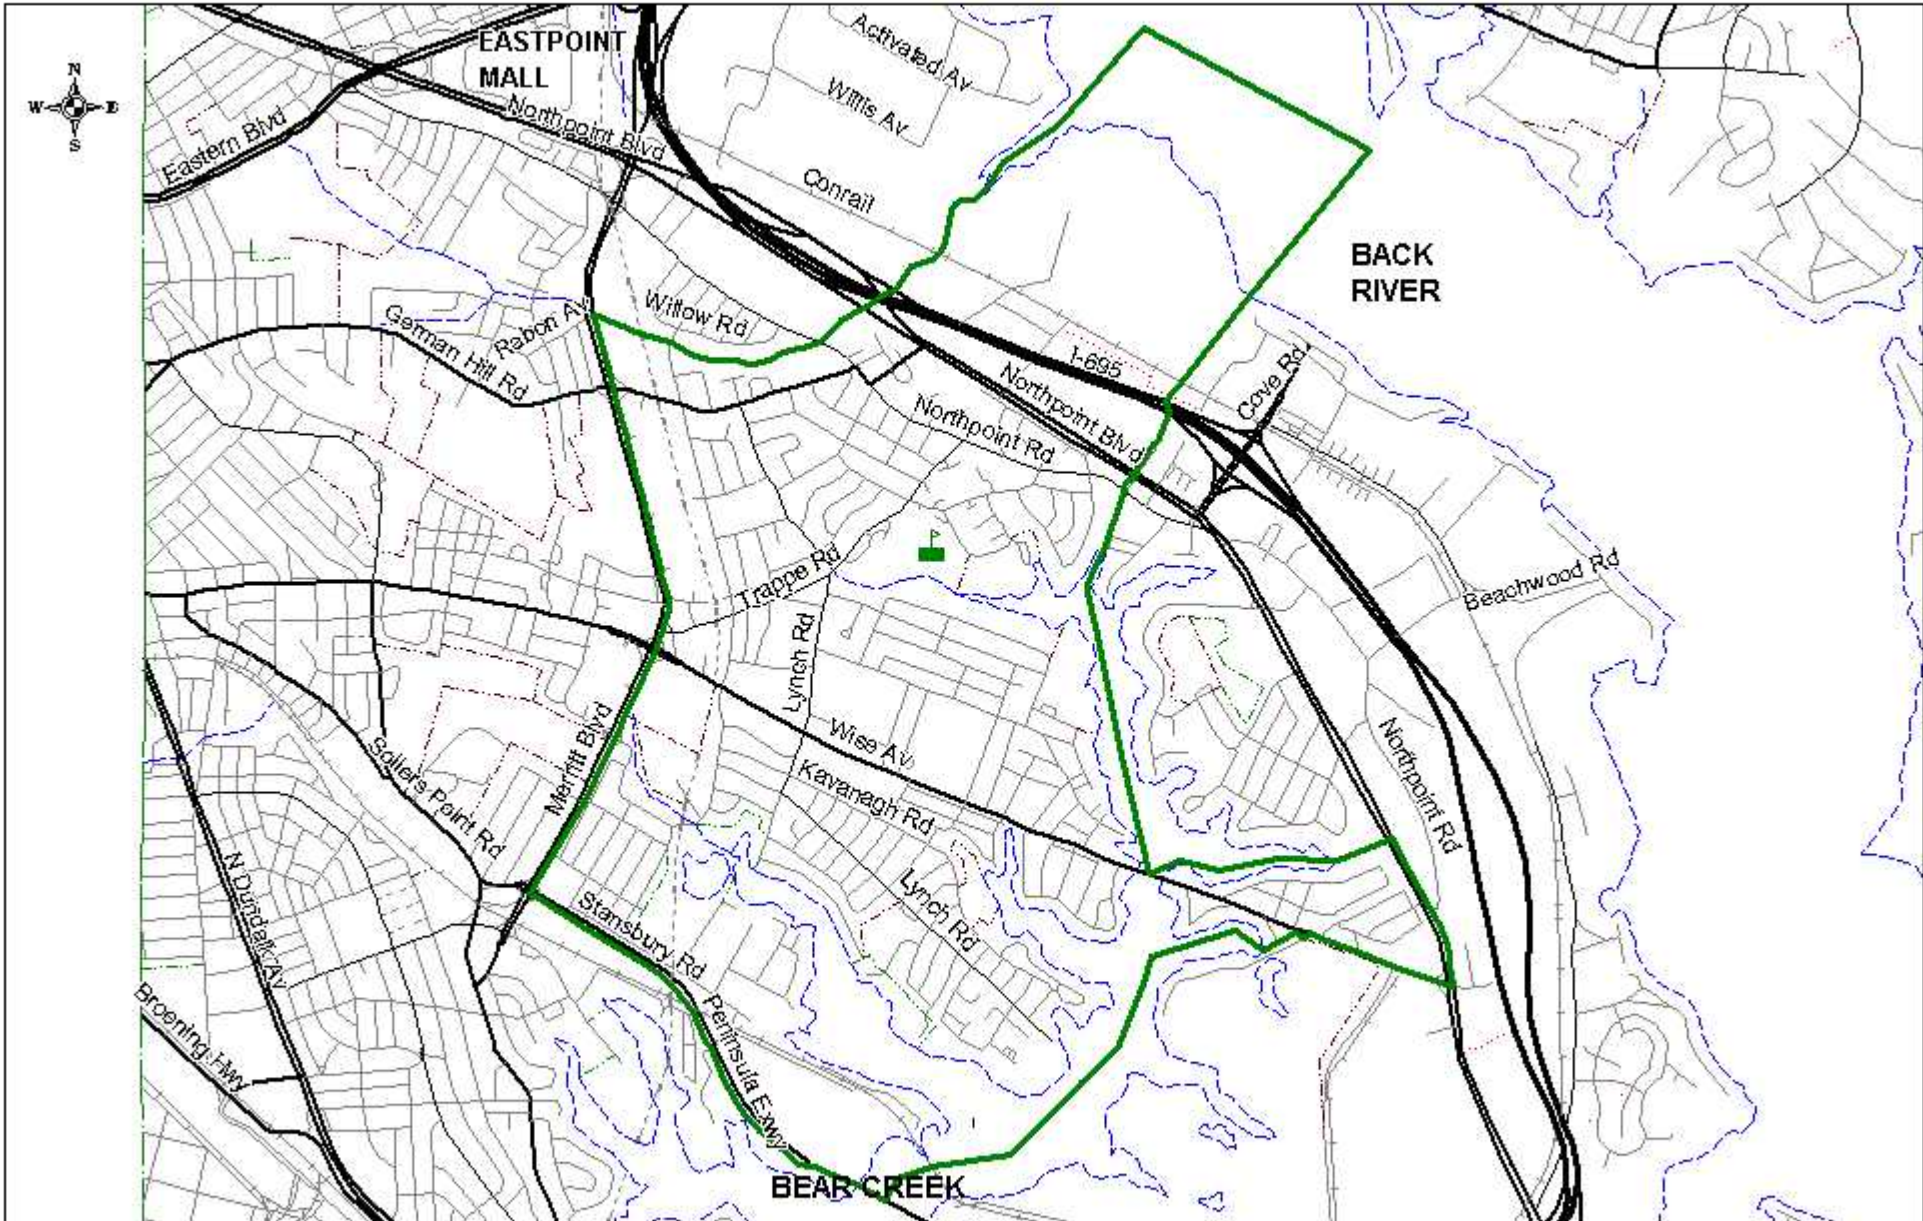 EASTPOINT
MALL
Activated Av
Willis Av
N
W
E
S
Northpoint Blvd
Eastern Blvd
Conrail
BACK
RIVER
Willow Rd
Rabon Av
German Hill Rd
I-695
Cove Rd
Northpoint Blvd
Northpoint Rd
Trappe Rd
Beachwood Rd
Lynch Rd
Wise Av
Merritt Blvd
Northpoint Rd
Sollers Point Rd
Kavanagh Rd
Lynch Rd
N Dundalk Av
Stansbury Rd
Broening Hwy
Peninsula Exwy
BEAR CREEK